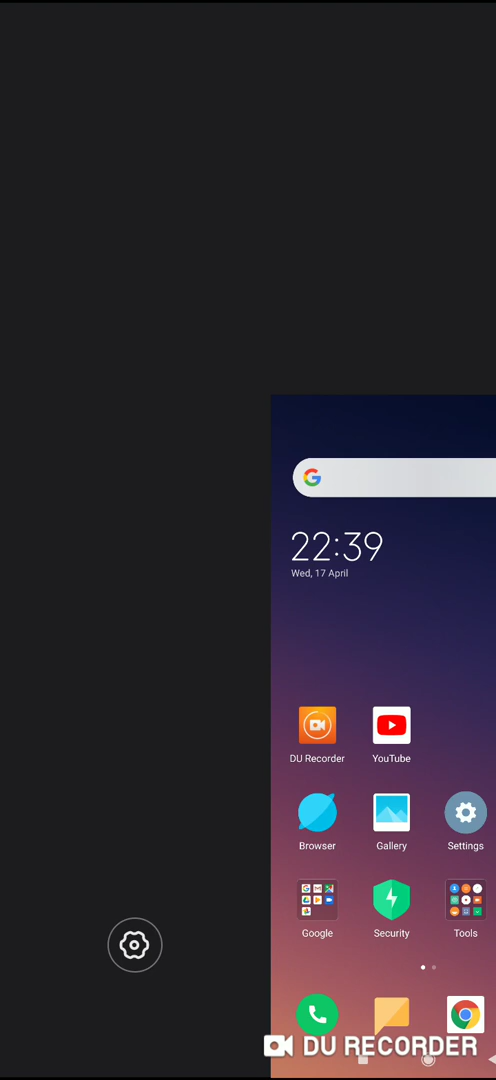 G
22:39
Wed, 17 April
DU Recorder
YouTube
Browser
Gallery
Settings
Google
Security
Tools
DU RECORDER